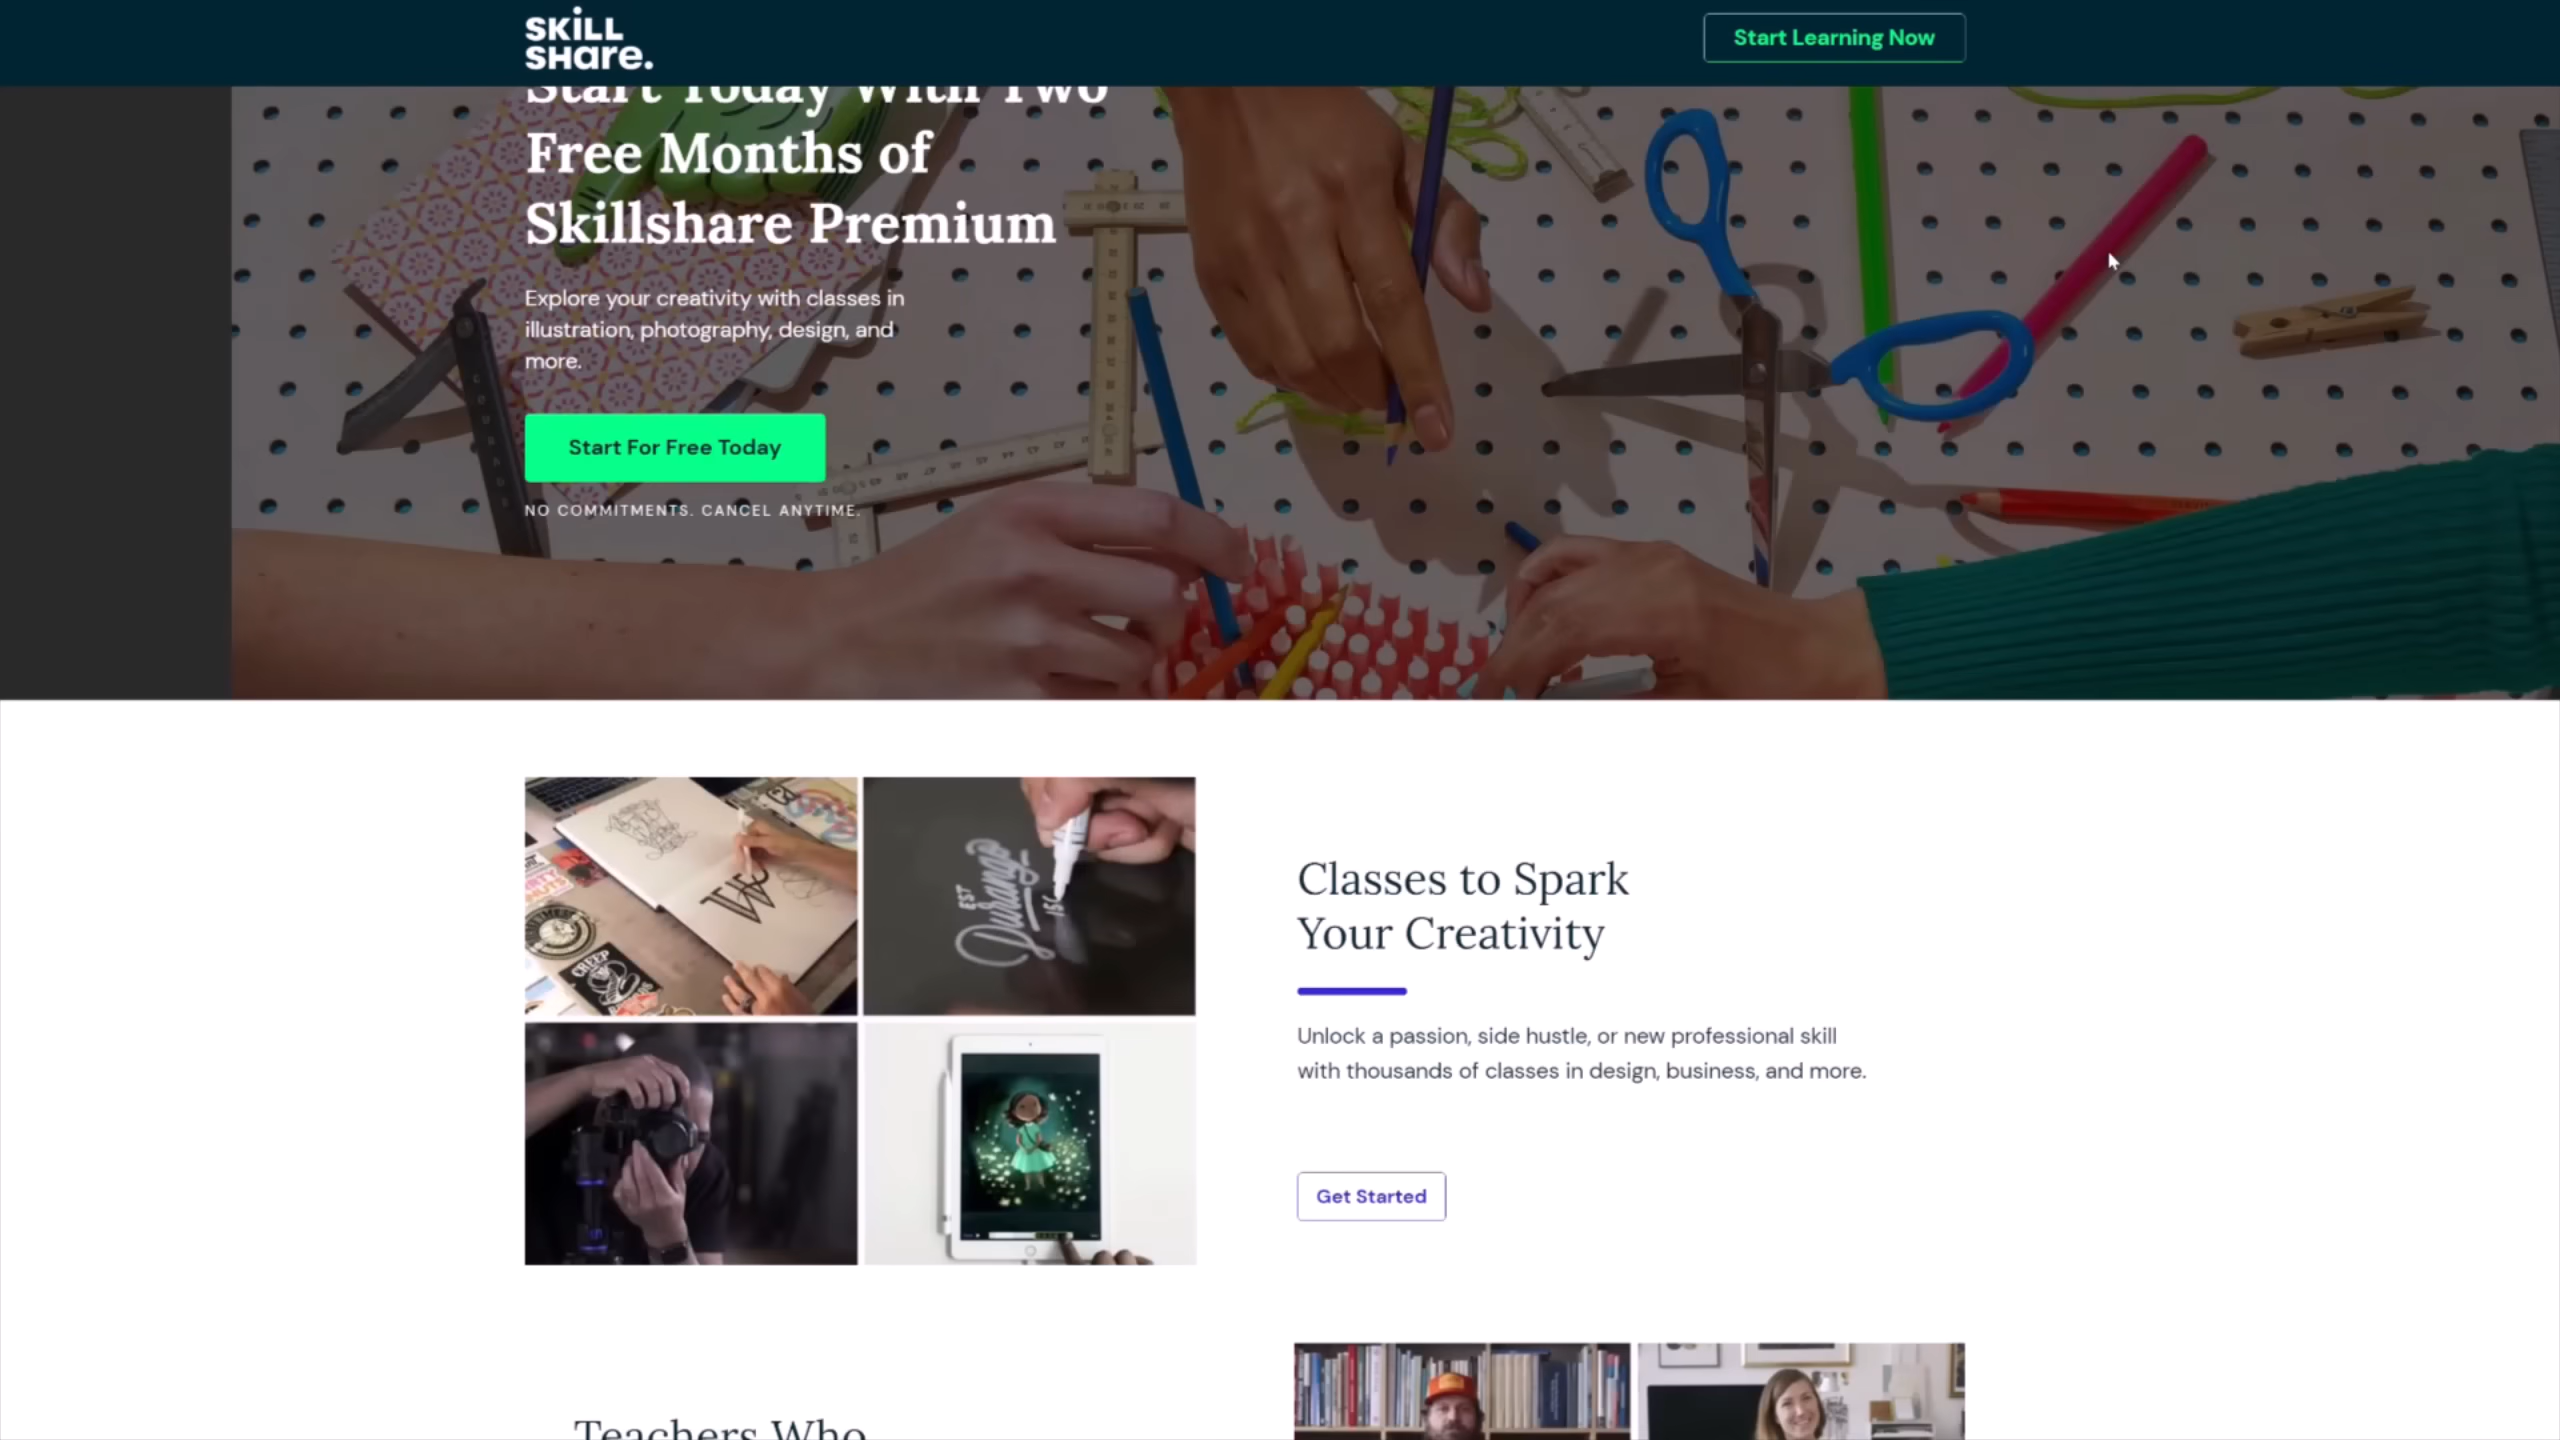 SKILL
SHare.
Start Learning Now
Start Today With Two
Free Months of
Skillshare Premium
Explore your creativity with classes in
illustration, photography, design, and
more.
Start For Free Today
NO COMMITMENTS. CANCEL ANYTIME.
EST
Durango
CREEP
Classes to Spark
Your Creativity
Unlock a passion, side hustle, or new professional skill
with thousands of classes in design, business, and more.
Get Started
Teachers Who